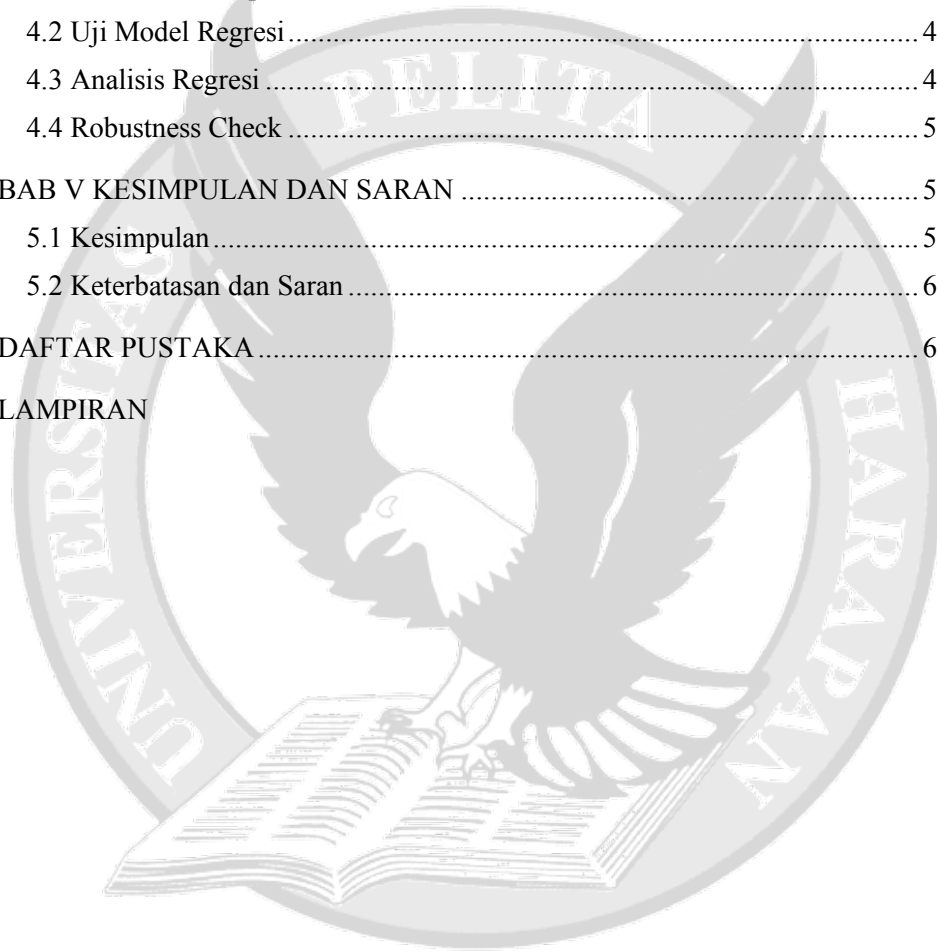 4.2 Uji Model Regresi........................................................................................ 4
4.3 Analisis Regresi........................................................................................... 4
4.4 Robustness Check........................................................................................ 5
BAB V KESIMPULAN DAN SARAN................................................................ 5
5.1 Kesimpulan.................................................................................................. 5
5.2 Keterbatasan dan Saran............................................................................... 6
DAFTAR PUSTAKA............................................................................................ 6
LAMPIRAN
UNIVERSITAS PELITA HARAPAN